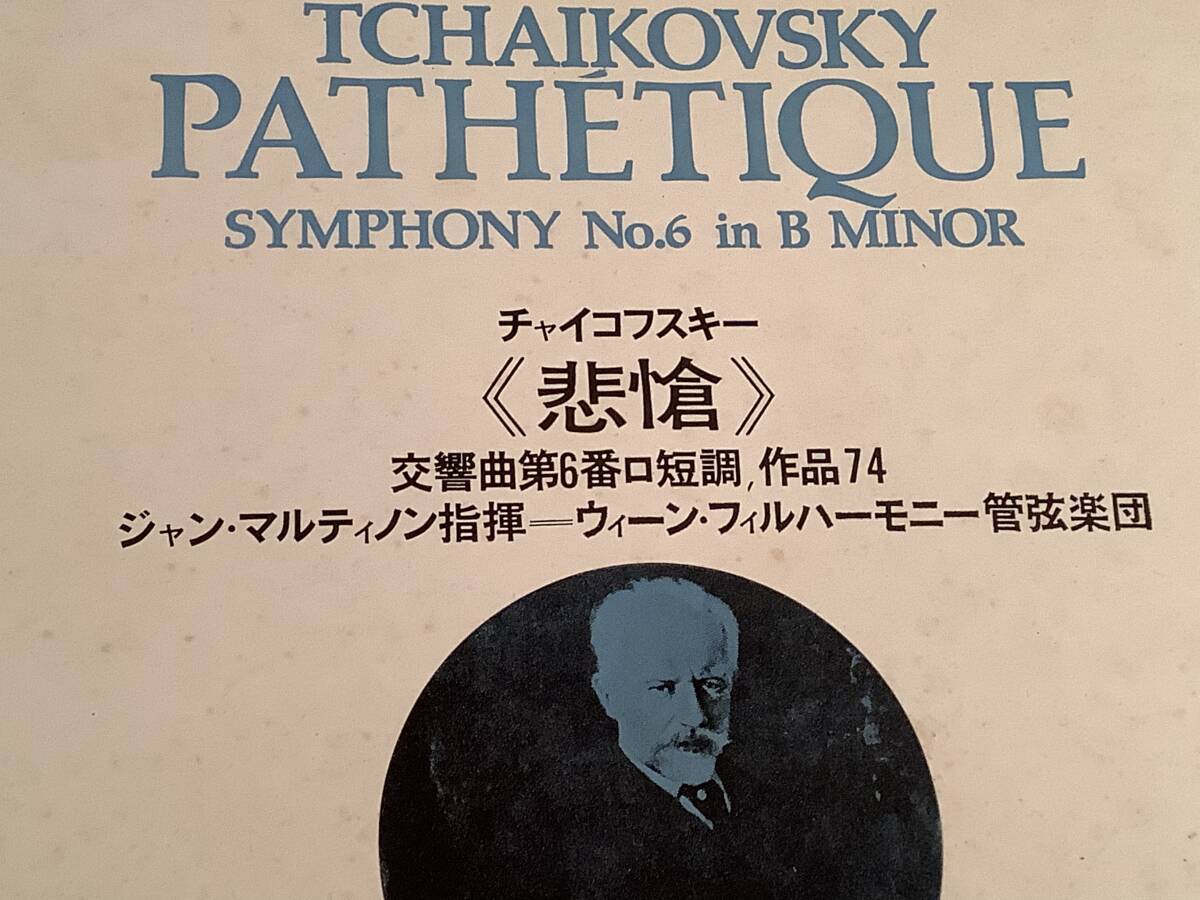 TCHAIKOVSKY
PATHÉTIQUE
SYMPHONY No.6 in B MINOR
チャイコフスキー
《悲愴》
交響曲第6番ロ短調,作品74
ジャン・マルティノン指揮=ウィーン・フィルハーモニー管弦楽団